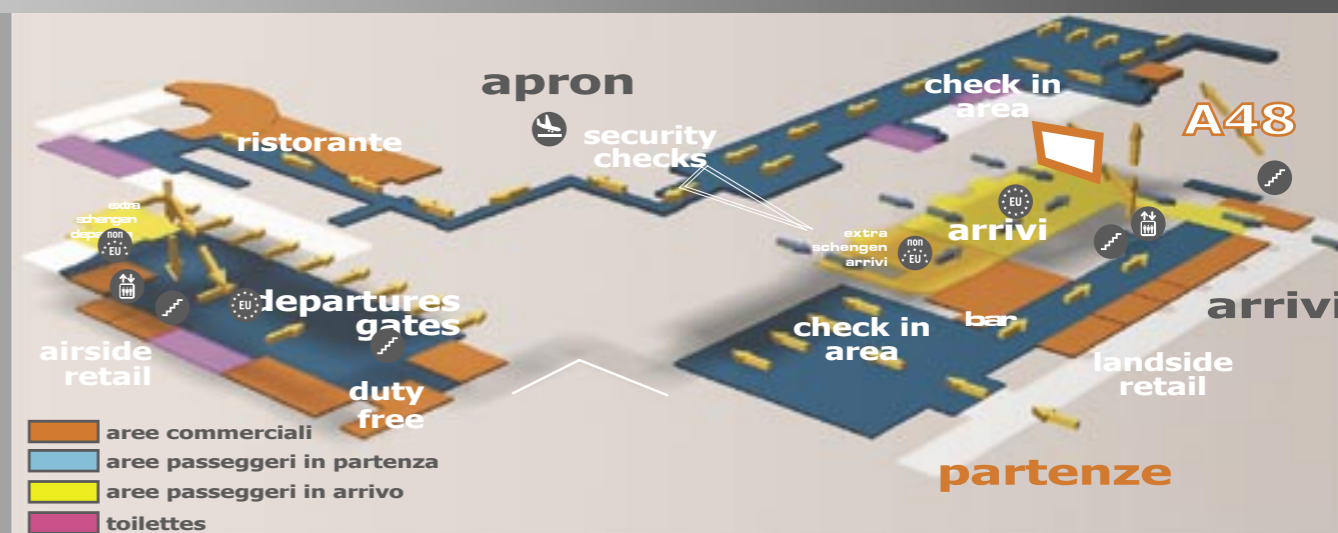 apron
check in
area
A48
security
checks
ristorante
extra
schengen
non
EU
EU
arrivi
extra
schengen
arrivi
non
EU
EU
departures
gates
arrivi
check in
area
bar
airside
retail
landside
retail
duty
free
aree commerciali
aree passeggeri in partenza
aree passeggeri in arrivo
toilettes
partenze